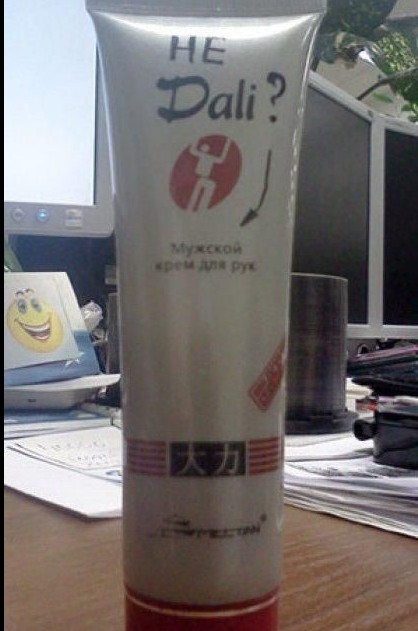 НЕ
Dali?
Мужской
крем для рук
大力